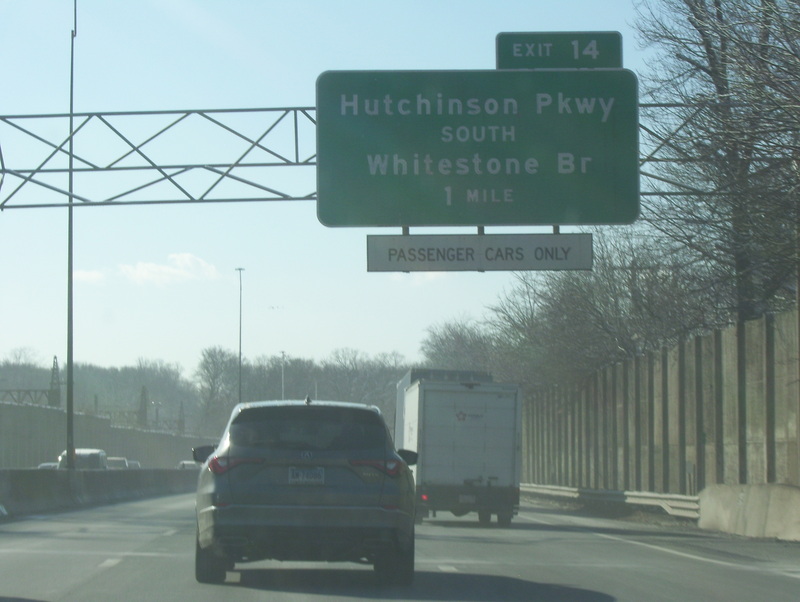 EXIT 14
Hutchinson Pkwy
SOUTH
Whitestone Br
1 MILE
PASSENGER CARS ONLY